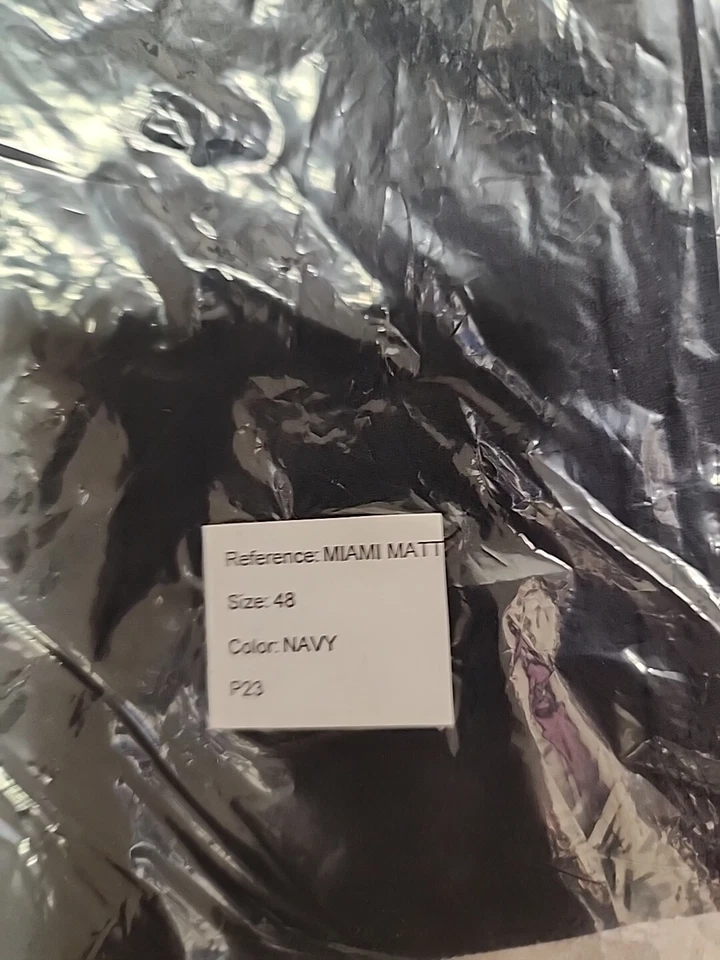 Reference: MIAMI MATT
Size: 48
Color: NAVY
P23